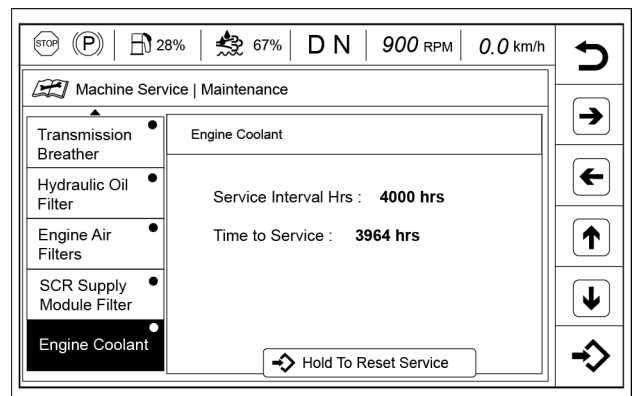 STOP P 28% 67% D N 900 RPM 0.0 km/h
Machine Service | Maintenance
Transmission
Breather
Hydraulic Oil
Filter
Engine Air
Filters
SCR Supply
Module Filter
Engine Coolant
Engine Coolant
Service Interval Hrs : 4000 hrs
Time to Service : 3964 hrs
Hold To Reset Service